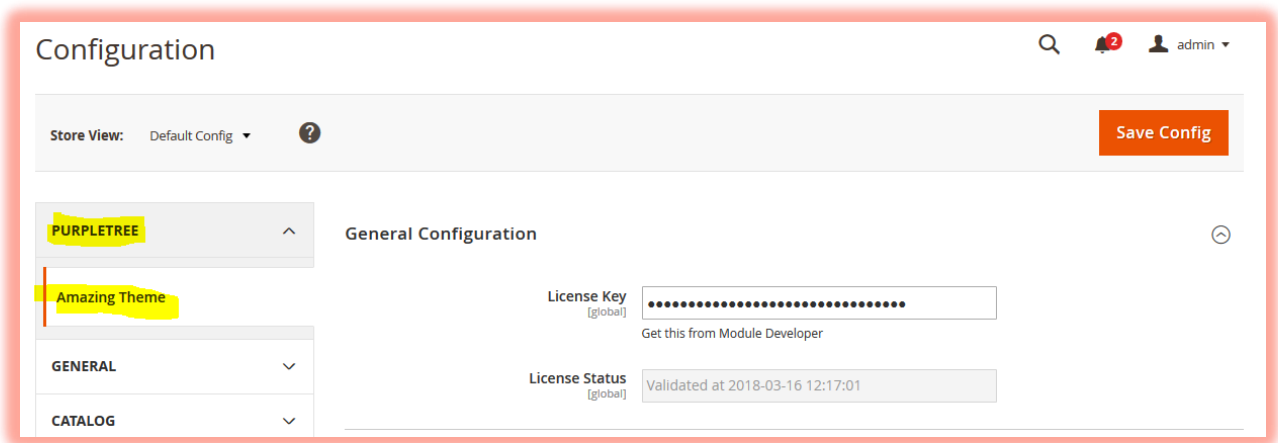 Configuration
2
admin
Store View: Default Config
?
Save Config
PURPLETREE
General Configuration
Amazing Theme
License Key
[global]
••••••••••••••••••••••••••••••••
Get this from Module Developer
GENERAL
License Status
[global]
Validated at 2018-03-16 12:17:01
CATALOG